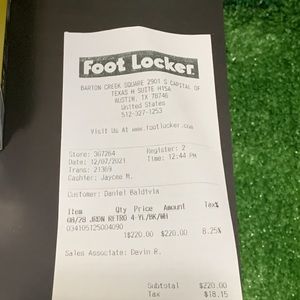 Foot Locker
BARTON CREEK SQUARE 2901 S CAPITAL OF
TEXAS H SUITE H15A
AUSTIN, TX 78746
United States
512-327-1253
Visit Us At www.footlocker.com
Store: 367264 Register: 2
Date: 12/07/2021 Time: 12:44 PM
Trans: 21369
Cashier: Jaycee M.
Customer: Daniel Baldivia
Item Qty Price Amount Tax%
JRDN RETRO 4-YL/BK/WH
034105125004090
1@220.00 $220.00 8.25%
Sales Associate: Devin R.
Subtotal $220.00
Tax $18.15